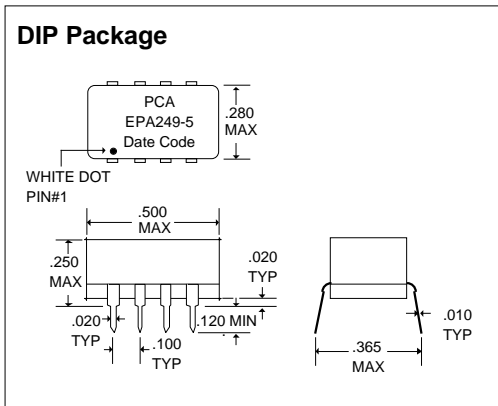 DIP Package
PCA
EPA249-5
Date Code
.280
MAX
WHITE DOT
PIN#1
.500
MAX
.250
MAX
.020
TYP
.020
TYP
.120 MIN
.100
TYP
.010
TYP
.365
MAX